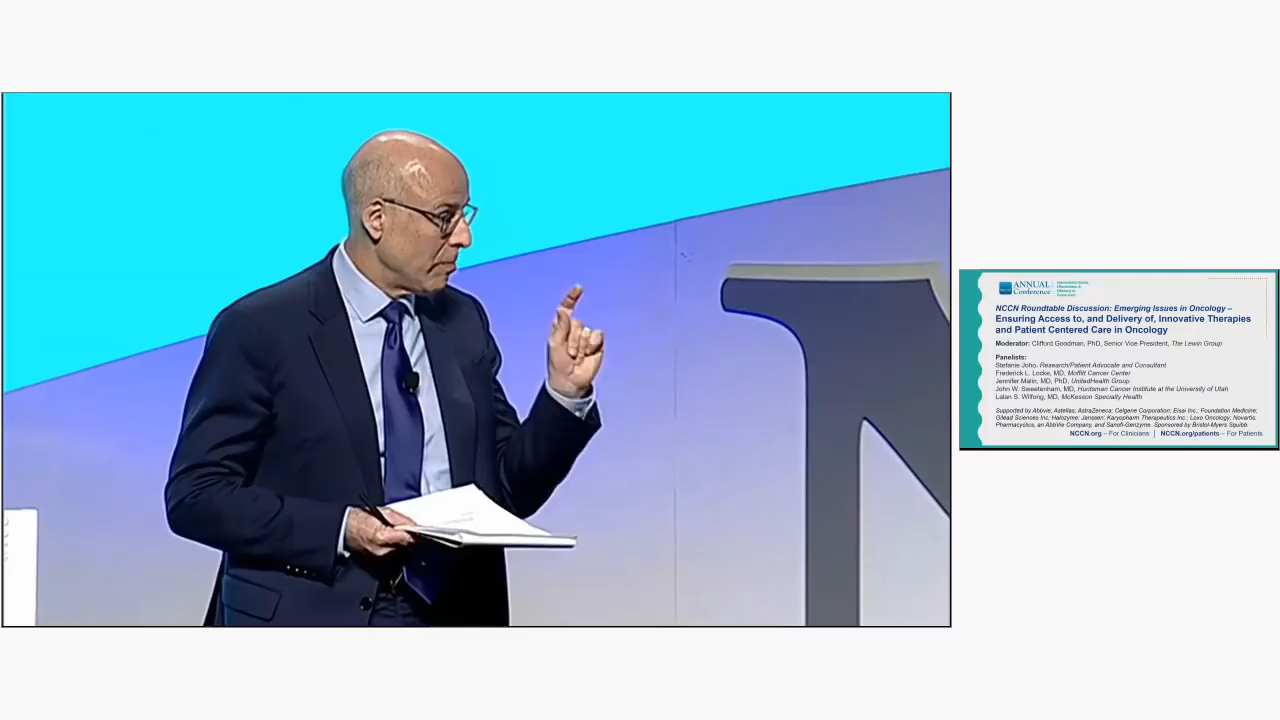 N
NCCN
ANNUAL
Conference
NCCN Roundtable Discussion: Emerging Issues in Oncology –
Ensuring Access to, and Delivery of, Innovative Therapies
and Patient Centered Care in Oncology
Moderator: Clifford Goodman, PhD, Senior Vice President, The Lewin Group
Panelists:
Stefanie Joho, Research/Patient Advocate and Consultant
Frederick L. Locke, MD, Moffitt Cancer Center
Jennifer Malin, MD, PhD, UnitedHealth Group
John W. Sweetenham, MD, Huntsman Cancer Institute at the University of Utah
Lalan S. Wilfong, MD, McKesson Specialty Health
Supported by Abbvie; Astellas; AstraZeneca; Celgene Corporation; Eisai Inc.; Foundation Medicine;
Gilead Sciences Inc; Halozyme; Janssen; Karyopharm Therapeutics Inc.; Loxo Oncology; Novartis;
Pharmacyclics, an AbbVie Company, and Sanofi-Genzyme. Sponsored by Bristol-Myers Squibb.
NCCN.org – For Clinicians | NCCN.org/patients – For Patients